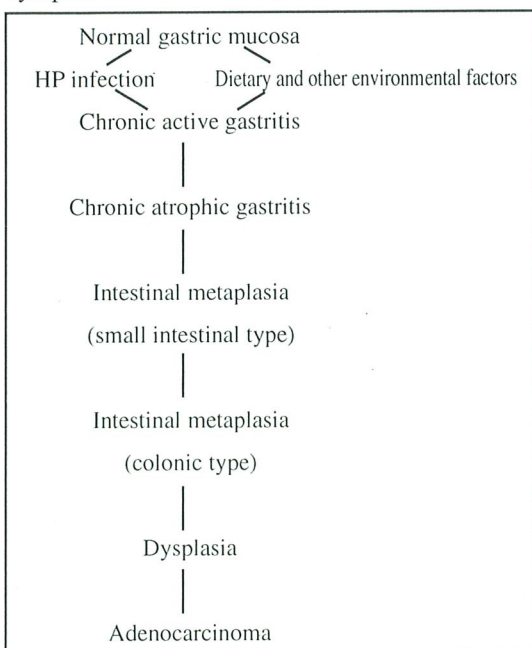 Normal gastric mucosa
HP infection Dietary and other environmental factors
Chronic active gastritis
Chronic atrophic gastritis
Intestinal metaplasia
(small intestinal type)
Intestinal metaplasia
(colonic type)
Dysplasia
Adenocarcinoma